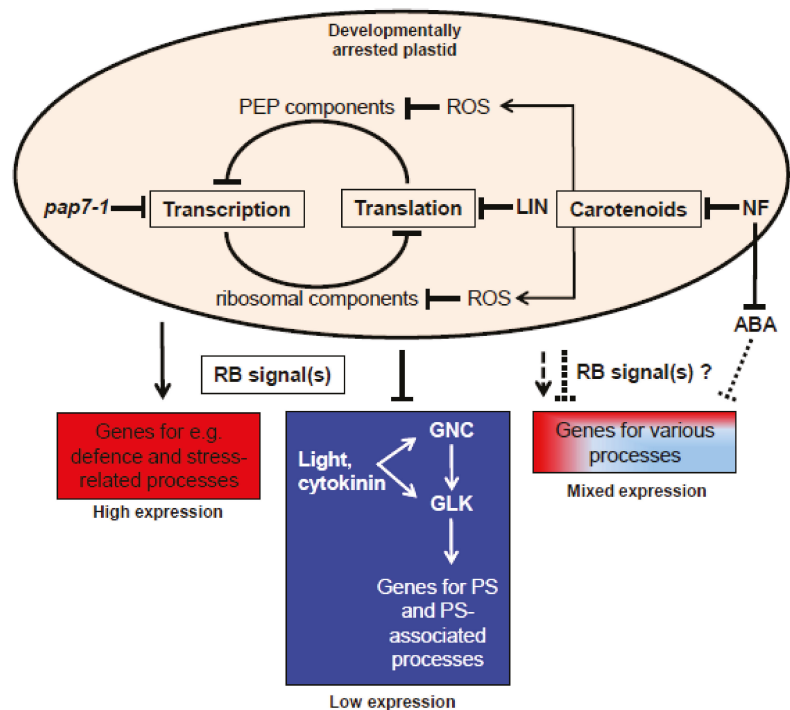 Developmentally
arrested plastid
PEP components
ROS
pap7-1
Transcription
Translation
LIN
Carotenoids
NF
ribosomal components
ROS
ABA
RB signal(s)
RB signal(s) ?
Genes for e.g.
defence and stress-
related processes
High expression
Light,
cytokinin
GNC
GLK
Genes for PS
and PS-
associated
processes
Low expression
Genes for various
processes
Mixed expression